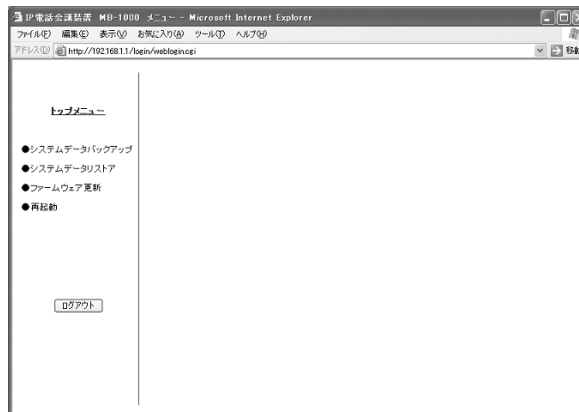 IP電話会議装置 MB-1000 メニュー - Microsoft Internet Explorer
ファイル(F) 編集(E) 表示(V) お気に入り(A) ツール(T) ヘルプ(H)
アドレス(D) http://192.168.1.1/login/weblogin.cgi 移動
トップメニュー
●システムデータバックアップ
●システムデータリストア
●ファームウェア更新
●再起動
ログアウト